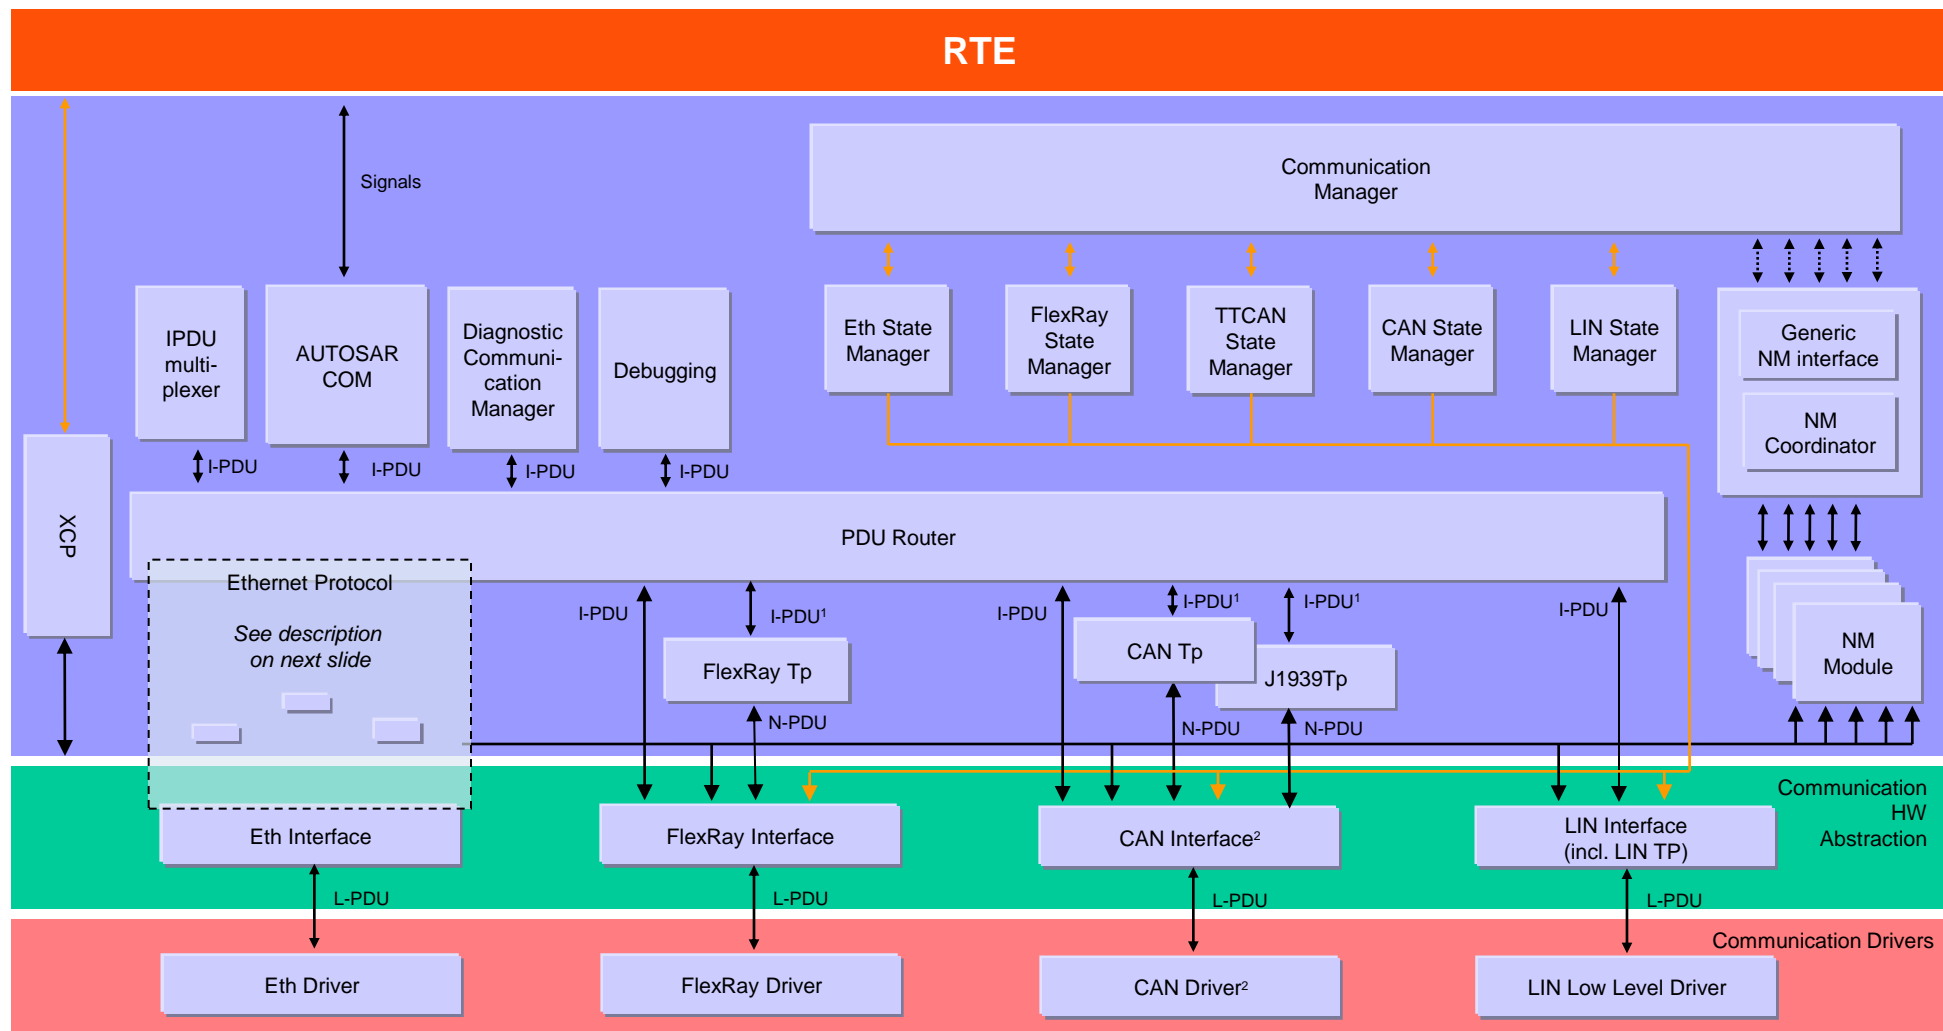 RTE
Signals
Communication
Manager
IPDU
multi-
plexer
AUTOSAR
COM
Diagnostic
Communi-
cation
Manager
Debugging
Eth State
Manager
FlexRay
State
Manager
TTCAN
State
Manager
CAN State
Manager
LIN State
Manager
Generic
NM interface
NM
Coordinator
I-PDU
I-PDU
I-PDU
I-PDU
XCP
PDU Router
Ethernet Protocol
See description
on next slide
I-PDU
I-PDU¹
I-PDU
I-PDU¹
I-PDU¹
I-PDU
FlexRay Tp
CAN Tp
J1939Tp
NM
Module
N-PDU
N-PDU
N-PDU
Communication
HW
Abstraction
Eth Interface
FlexRay Interface
CAN Interface²
LIN Interface
(incl. LIN TP)
L-PDU
L-PDU
L-PDU
L-PDU
Communication Drivers
Eth Driver
FlexRay Driver
CAN Driver²
LIN Low Level Driver